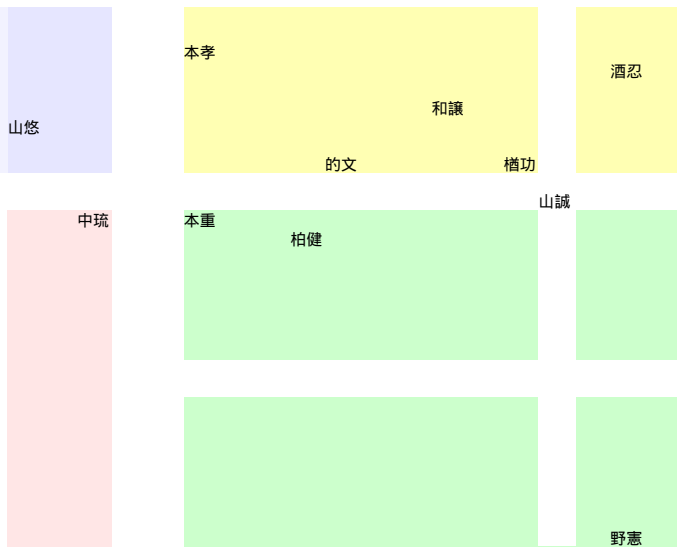 本孝
酒忍
和譲
山悠
的文
楢功
山誠
中琉
本重
柏健
野憲